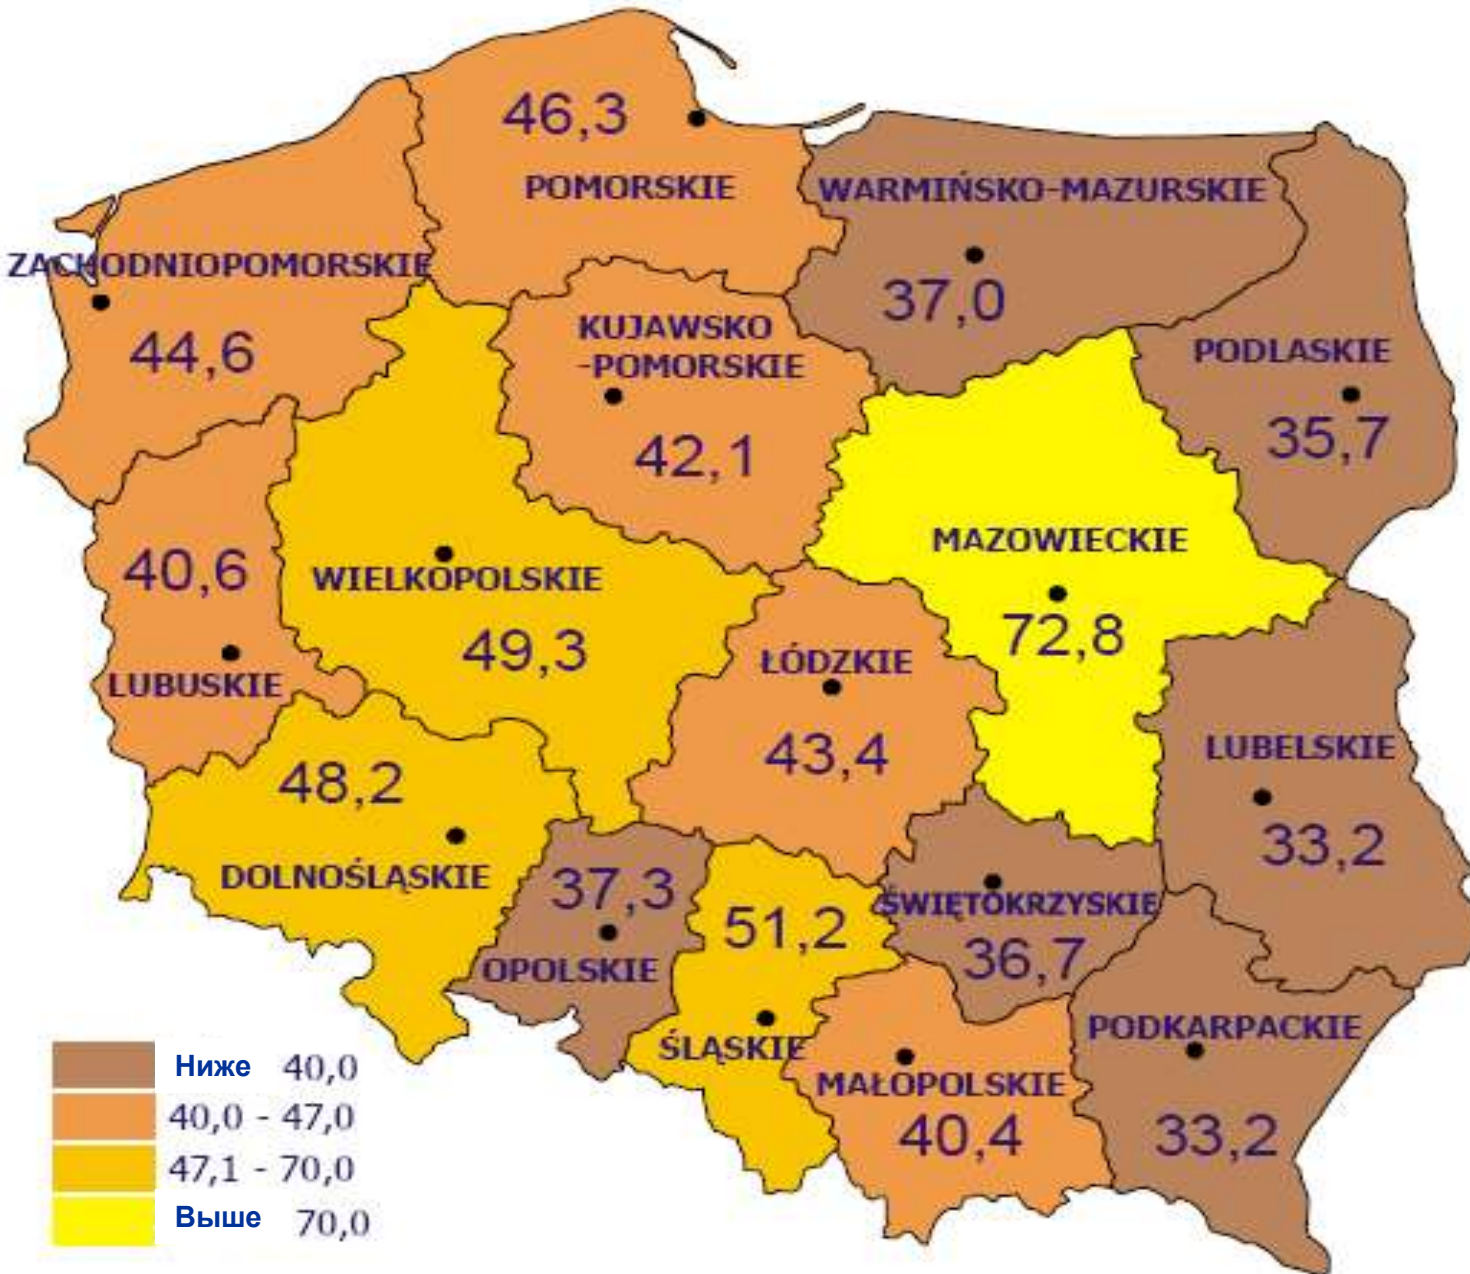 46,3
POMORSKIE
WARMIŃSKO-MAZURSKIE
37,0
ZACHODNIOPOMORSKIE
44,6
KUJAWSKO
-POMORSKIE
42,1
PODLASKIE
35,7
MAZOWIECKIE
72,8
40,6
LUBUSKIE
WIELKOPOLSKIE
49,3
ŁÓDZKIE
43,4
LUBELSKIE
33,2
48,2
DOLNOŚLĄSKIE
37,3
OPOLSKIE
51,2
ŚLĄSKIE
ŚWIĘTOKRZYSKIE
36,7
MAŁOPOLSKIE
40,4
PODKARPACKIE
33,2
Ниже 40,0
40,0 - 47,0
47,1 - 70,0
Выше 70,0